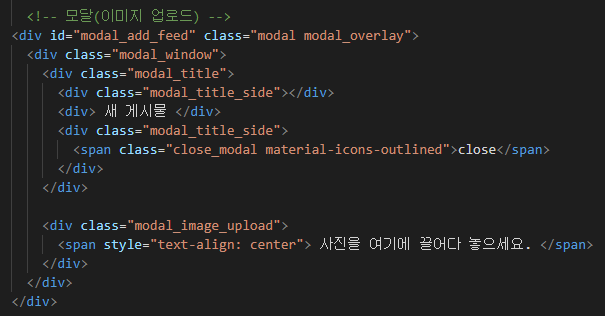 <!-- 모달(이미지 업로드) -->
<div id="modal_add_feed" class="modal modal_overlay">
<div class="modal_window">
<div class="modal_title">
<div class="modal_title_side"></div>
<div> 새 게시물 </div>
<div class="modal_title_side">
<span class="close_modal material-icons-outlined">close</span>
</div>
</div>
<div class="modal_image_upload">
<span style="text-align: center"> 사진을 여기에 끌어다 놓으세요. </span>
</div>
</div>
</div>